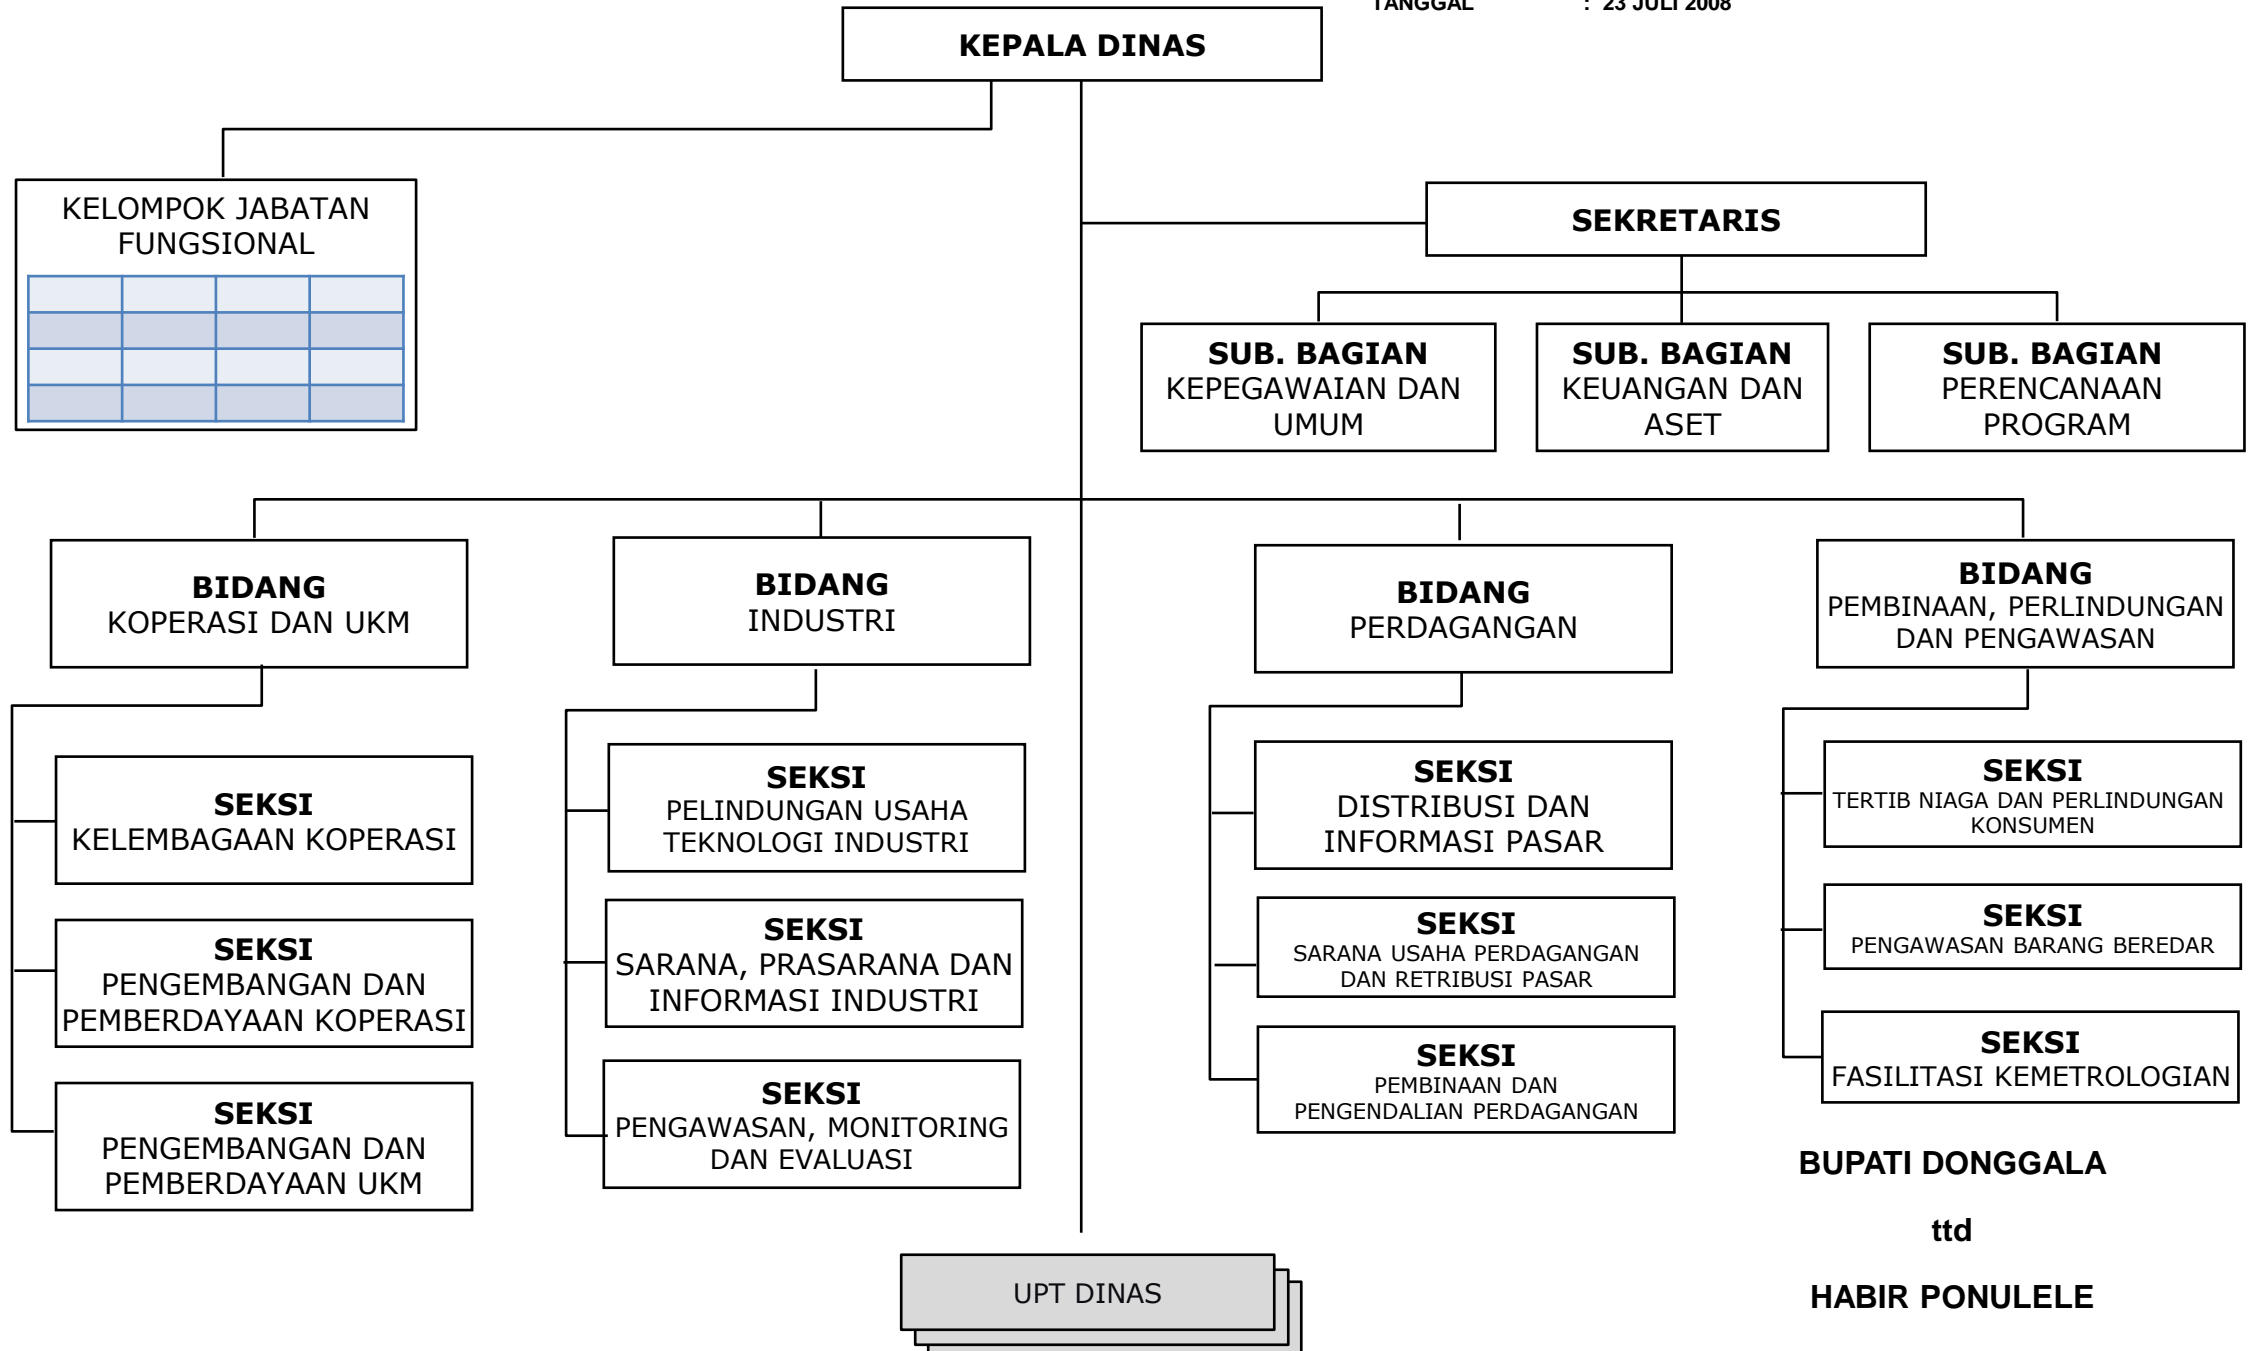 TANGGAL : 23 JULI 2008
KEPALA DINAS
KELOMPOK JABATAN
FUNGSIONAL
SEKRETARIS
SUB. BAGIAN
KEPEGAWAIAN DAN
UMUM
SUB. BAGIAN
KEUANGAN DAN
ASET
SUB. BAGIAN
PERENCANAAN
PROGRAM
BIDANG
KOPERASI DAN UKM
BIDANG
INDUSTRI
BIDANG
PERDAGANGAN
BIDANG
PEMBINAAN, PERLINDUNGAN
DAN PENGAWASAN
SEKSI
KELEMBAGAAN KOPERASI
SEKSI
PENGEMBANGAN DAN
PEMBERDAYAAN KOPERASI
SEKSI
PENGEMBANGAN DAN
PEMBERDAYAAN UKM
SEKSI
PELINDUNGAN USAHA
TEKNOLOGI INDUSTRI
SEKSI
SARANA, PRASARANA DAN
INFORMASI INDUSTRI
SEKSI
PENGAWASAN, MONITORING
DAN EVALUASI
SEKSI
DISTRIBUSI DAN
INFORMASI PASAR
SEKSI
SARANA USAHA PERDAGANGAN
DAN RETRIBUSI PASAR
SEKSI
PEMBINAAN DAN
PENGENDALIAN PERDAGANGAN
SEKSI
TERTIB NIAGA DAN PERLINDUNGAN
KONSUMEN
SEKSI
PENGAWASAN BARANG BEREDAR
SEKSI
FASILITASI KEMETROLOGIAN
UPT DINAS
BUPATI DONGGALA
ttd
HABIR PONULELE